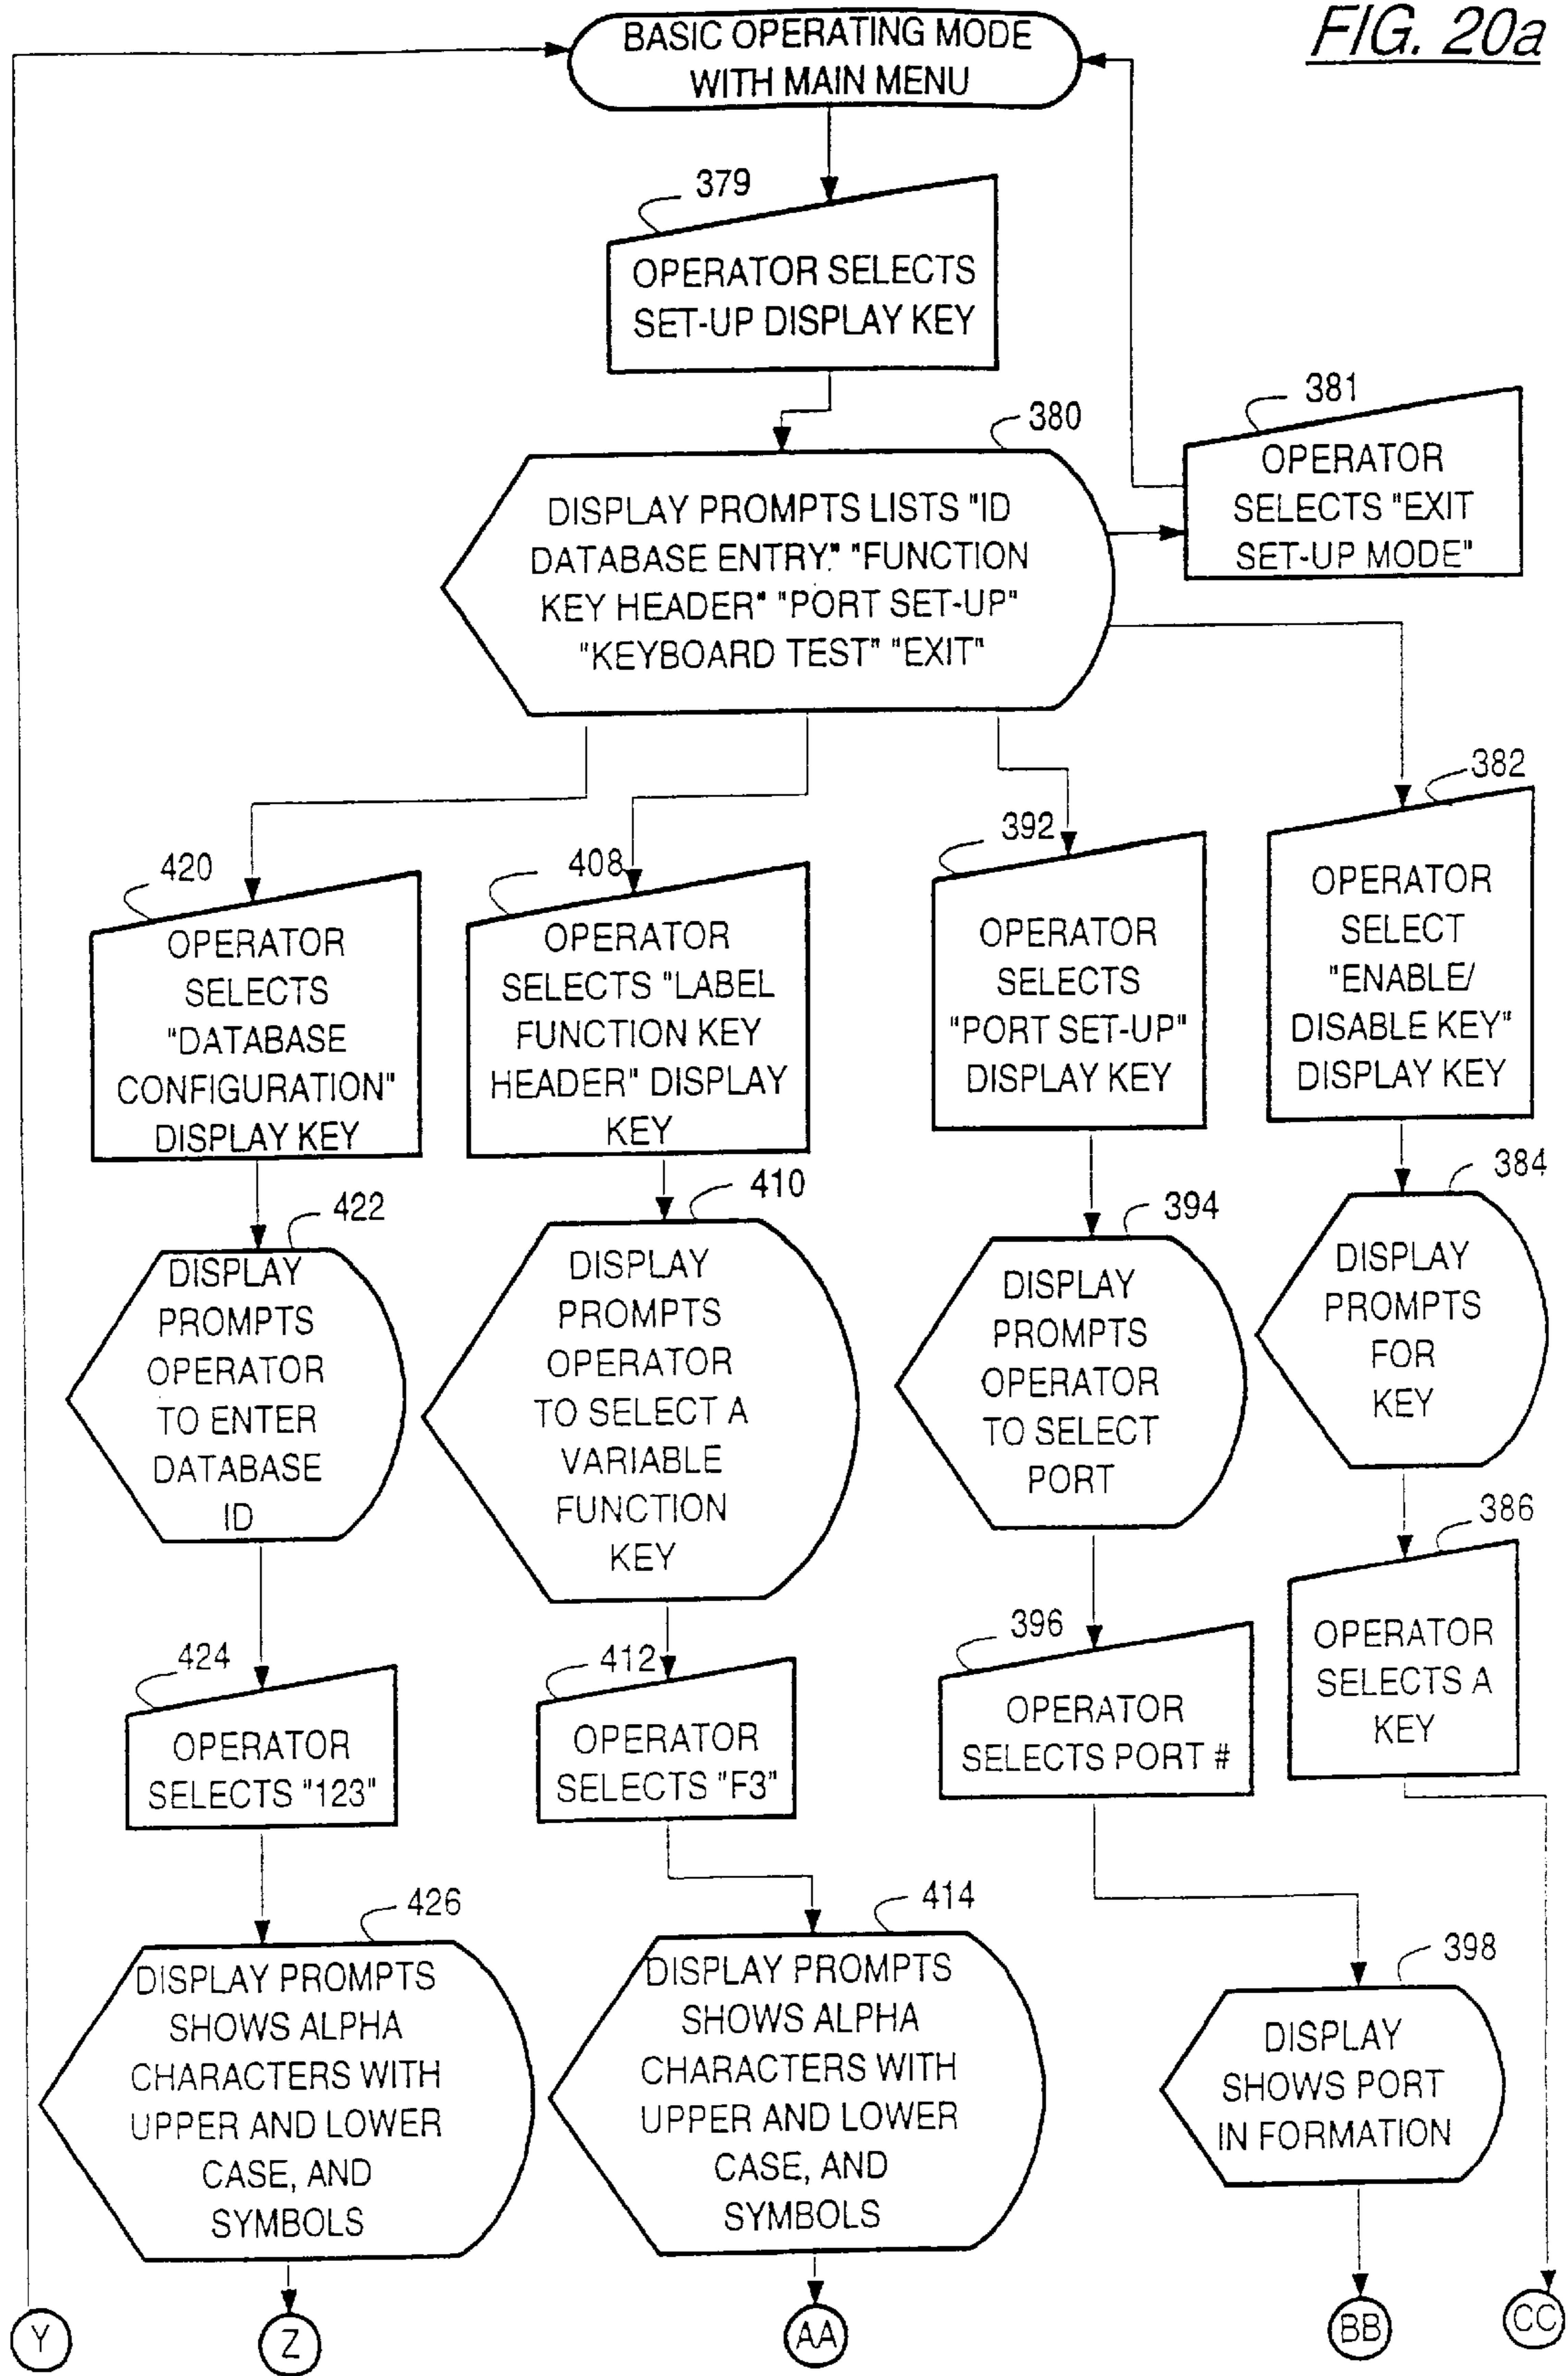 FIG. 20a
BASIC OPERATING MODE
WITH MAIN MENU
379
OPERATOR SELECTS
SET-UP DISPLAY KEY
380
DISPLAY PROMPTS LISTS "ID
DATABASE ENTRY." "FUNCTION
KEY HEADER" "PORT SET-UP"
"KEYBOARD TEST" "EXIT"
381
OPERATOR
SELECTS "EXIT
SET-UP MODE"
420
OPERATOR
SELECTS
"DATABASE
CONFIGURATION"
DISPLAY KEY
408
OPERATOR
SELECTS "LABEL
FUNCTION KEY
HEADER" DISPLAY
KEY
392
OPERATOR
SELECTS
"PORT SET-UP"
DISPLAY KEY
382
OPERATOR
SELECT
"ENABLE/
DISABLE KEY"
DISPLAY KEY
422
DISPLAY
PROMPTS
OPERATOR
TO ENTER
DATABASE
ID
410
DISPLAY
PROMPTS
OPERATOR
TO SELECT A
VARIABLE
FUNCTION
KEY
394
DISPLAY
PROMPTS
OPERATOR
TO SELECT
PORT
384
DISPLAY
PROMPTS
FOR
KEY
424
OPERATOR
SELECTS "123"
412
OPERATOR
SELECTS "F3"
396
OPERATOR
SELECTS PORT #
386
OPERATOR
SELECTS A
KEY
426
DISPLAY PROMPTS
SHOWS ALPHA
CHARACTERS WITH
UPPER AND LOWER
CASE, AND
SYMBOLS
414
DISPLAY PROMPTS
SHOWS ALPHA
CHARACTERS WITH
UPPER AND LOWER
CASE, AND
SYMBOLS
398
DISPLAY
SHOWS PORT
IN FORMATION
Y
Z
AA
BB
CC